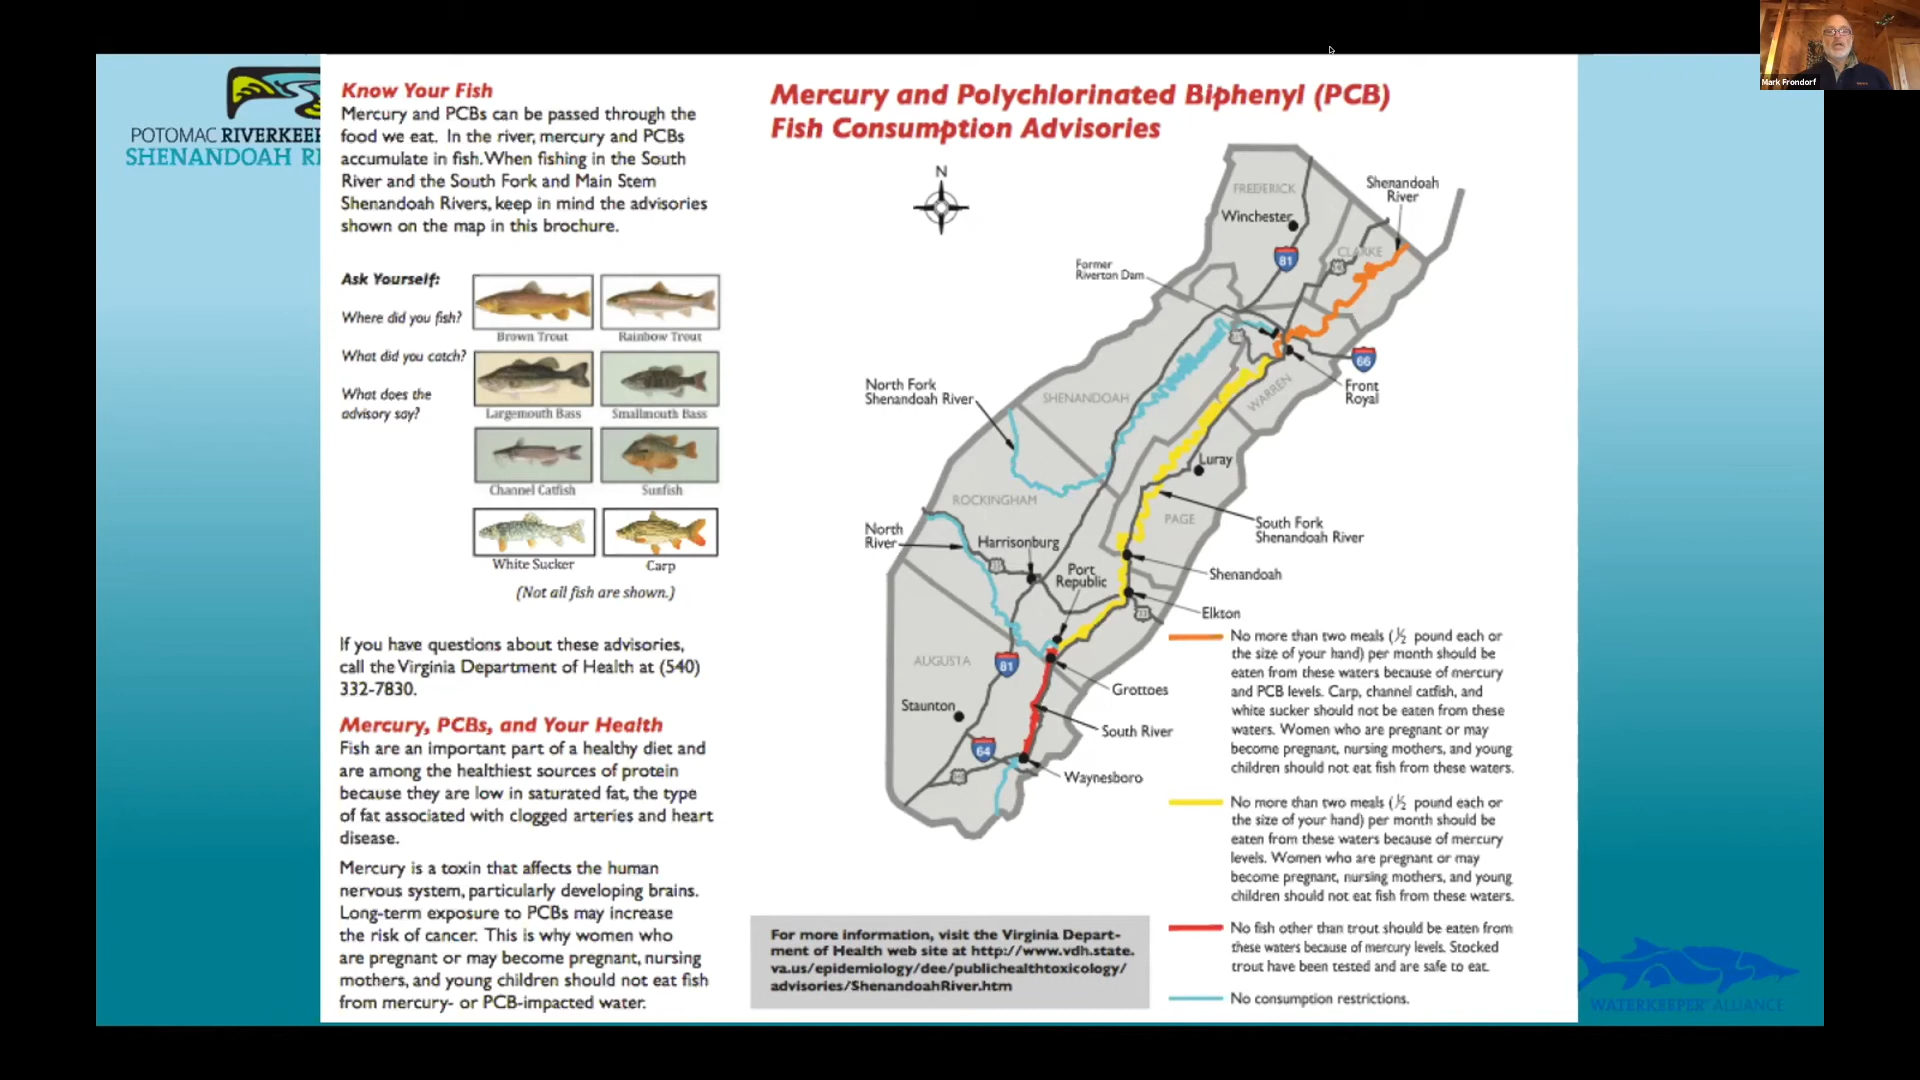 POTOMAC RIVERKEEP
SHENANDOAH RI
Know Your Fish
Mercury and PCBs can be passed through the
food we eat. In the river, mercury and PCBs
accumulate in fish. When fishing in the South
River and the South Fork and Main Stem
Shenandoah Rivers, keep in mind the advisories
shown on the map in this brochure.
Ask Yourself:
Where did you fish?
What did you catch?
What does the
advisory say?
Brown Trout
Rainbow Trout
Largemouth Bass
Smallmouth Bass
Channel Catfish
Sunfish
White Sucker
Carp
(Not all fish are shown.)
If you have questions about these advisories,
call the Virginia Department of Health at (540)
332-7830.
Mercury, PCBs, and Your Health
Fish are an important part of a healthy diet and
are among the healthiest sources of protein
because they are low in saturated fat, the type
of fat associated with clogged arteries and heart
disease.
Mercury is a toxin that affects the human
nervous system, particularly developing brains.
Long-term exposure to PCBs may increase
the risk of cancer. This is why women who
are pregnant or may become pregnant, nursing
mothers, and young children should not eat fish
from mercury- or PCB-impacted water.
Mercury and Polychlorinated Biphenyl (PCB)
Fish Consumption Advisories
N
FREDERICK
Winchester
81
Shenandoah
River
CLARKE
Former
Riverton Dam
66
Front
Royal
WARREN
North Fork
Shenandoah River
SHENANDOAH
Luray
ROCKINGHAM
PAGE
South Fork
Shenandoah River
North
River
Harrisonburg
Port
Republic
Shenandoah
Elkton
AUGUSTA
81
Grottoes
Staunton
South River
64
Waynesboro
No more than two meals (½ pound each or
the size of your hand) per month should be
eaten from these waters because of mercury
and PCB levels. Carp, channel catfish, and
white sucker should not be eaten from these
waters. Women who are pregnant or may
become pregnant, nursing mothers, and young
children should not eat fish from these waters.
No more than two meals (½ pound each or
the size of your hand) per month should be
eaten from these waters because of mercury
levels. Women who are pregnant or may
become pregnant, nursing mothers, and young
children should not eat fish from these waters.
No fish other than trout should be eaten from
these waters because of mercury levels. Stocked
trout have been tested and are safe to eat.
No consumption restrictions.
For more information, visit the Virginia Depart-
ment of Health web site at http://www.vdh.state.
va.us/epidemiology/dee/publichealthtoxicology/
advisories/ShenandoahRiver.htm
WATERKEEPER® ALLIANCE
Mark Frondorf